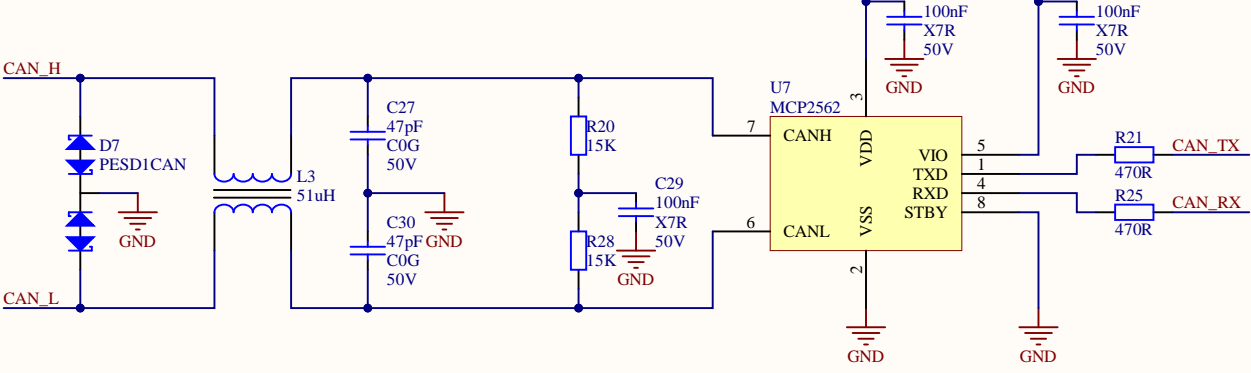 100nF
X7R
50V
GND
100nF
X7R
50V
GND
CAN_H
D7
PESD1CAN
GND
CAN_L
L3
51uH
C27
47pF
C0G
50V
GND
C30
47pF
C0G
50V
R20
15K
C29
100nF
X7R
50V
GND
R28
15K
U7
MCP2562
7
CANH
6
CANL
3
VDD
VSS
2
GND
VIO
5
TXD
1
RXD
4
STBY
8
GND
R21
470R
CAN_TX
R25
470R
CAN_RX